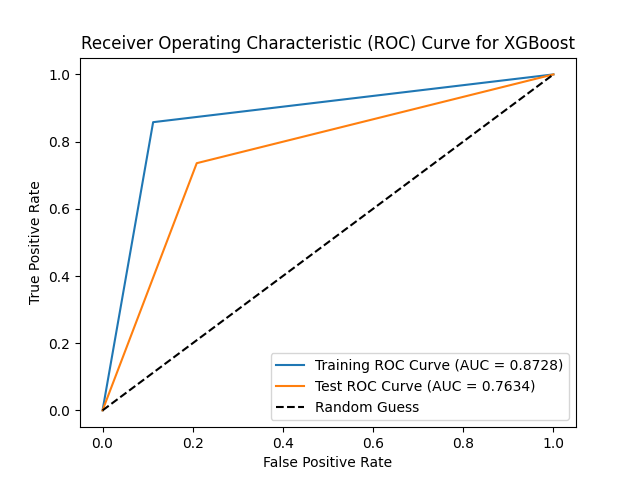 Receiver Operating Characteristic (ROC) Curve for XGBoost
True Positive Rate
1.0
0.8
0.6
0.4
0.2
0.0
Training ROC Curve (AUC = 0.8728)
Test ROC Curve (AUC = 0.7634)
Random Guess
0.0 0.2 0.4 0.6 0.8 1.0
False Positive Rate